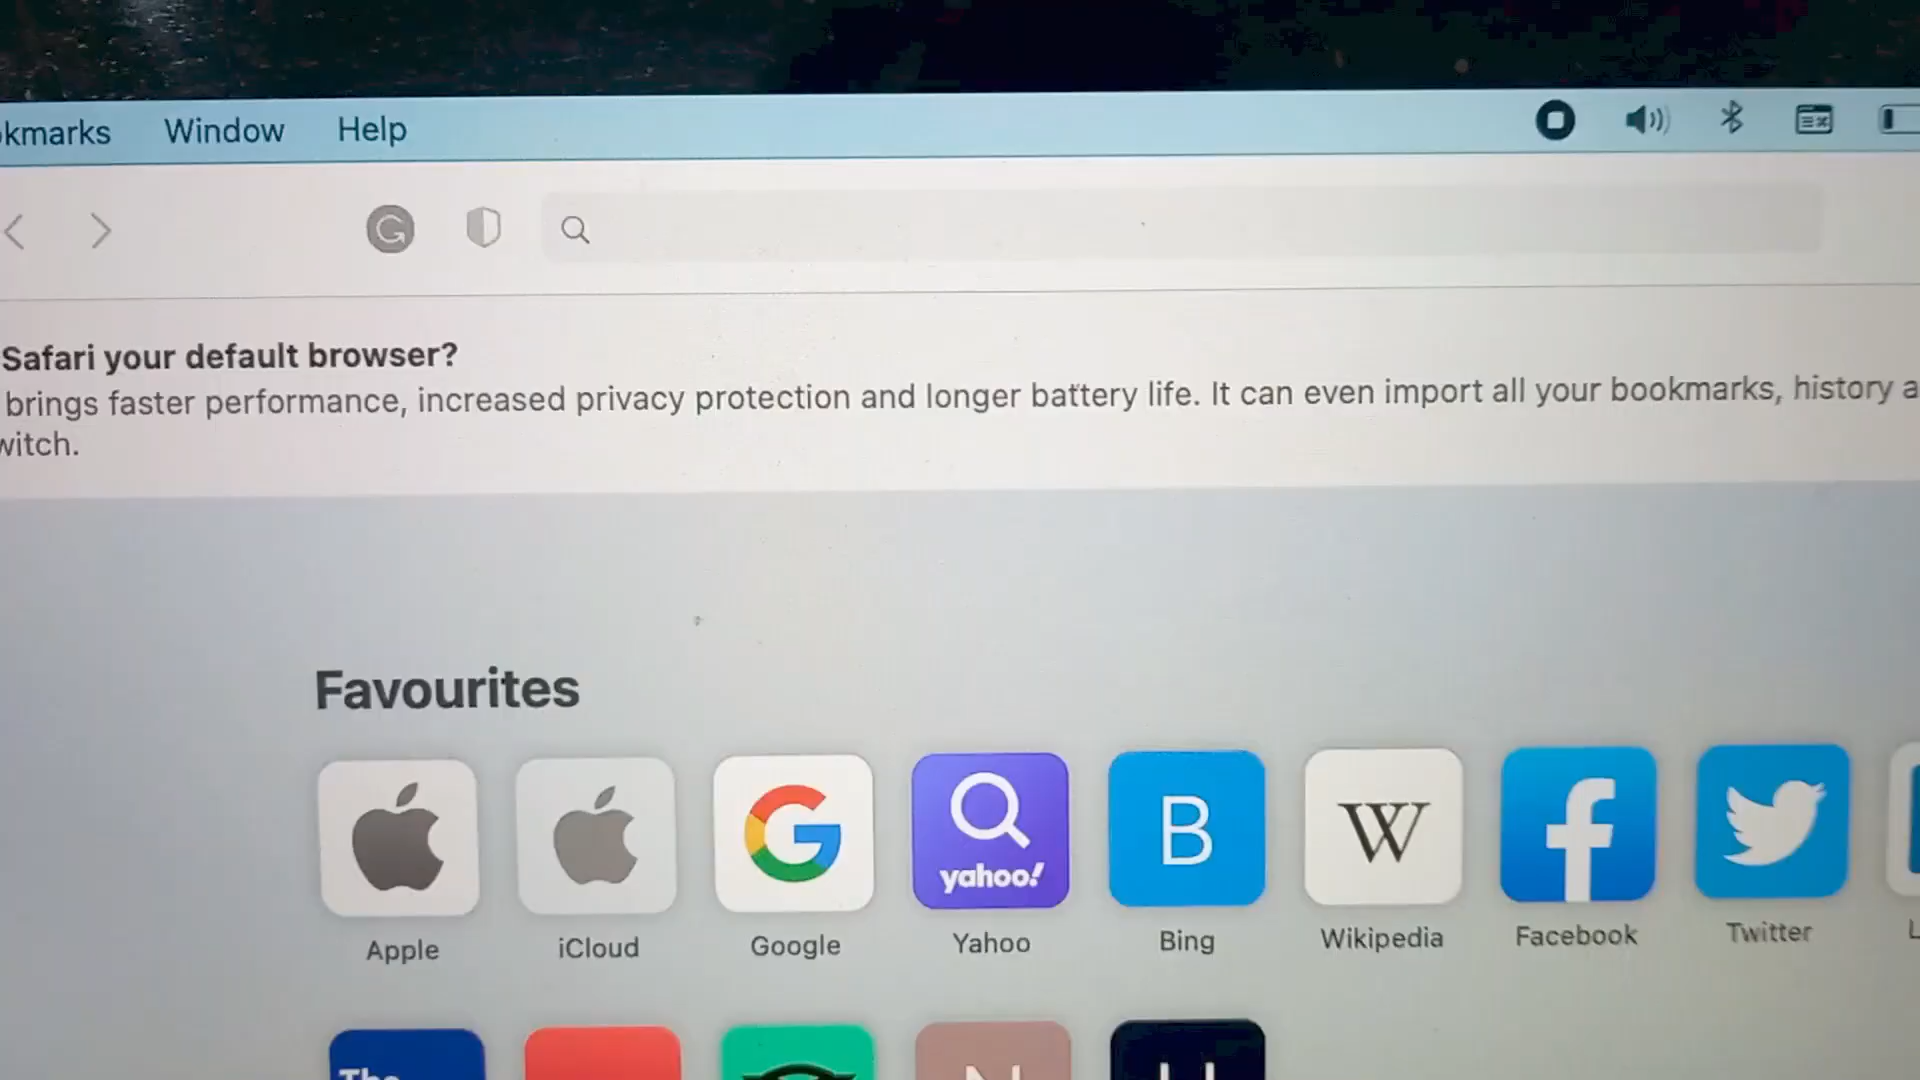 kmarks Window Help
Safari your default browser?
brings faster performance, increased privacy protection and longer battery life. It can even import all your bookmarks, history a
witch.
Favourites
yahoo!
B
W
Apple iCloud Google Yahoo Bing Wikipedia Facebook Twitter L
The
N